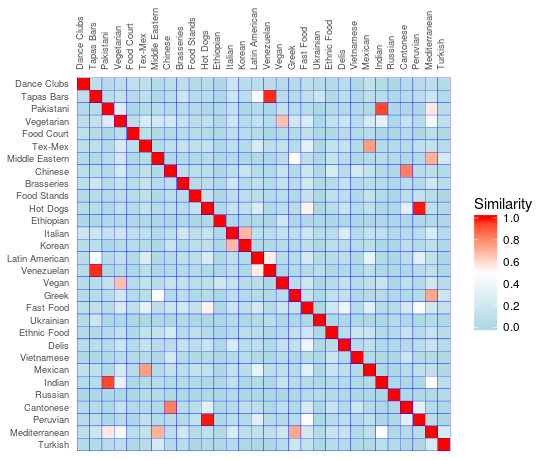 Dance Clubs
Tapas Bars
Pakistani
Vegetarian
Food Court
Tex-Mex
Middle Eastern
Chinese
Brasseries
Food Stands
Hot Dogs
Ethiopian
Italian
Korean
Latin American
Venezuelan
Vegan
Greek
Fast Food
Ukrainian
Ethnic Food
Delis
Vietnamese
Mexican
Indian
Russian
Cantonese
Peruvian
Mediterranean
Turkish
Dance Clubs
Tapas Bars
Pakistani
Vegetarian
Food Court
Tex-Mex
Middle Eastern
Chinese
Brasseries
Food Stands
Hot Dogs
Ethiopian
Italian
Korean
Latin American
Venezuelan
Vegan
Greek
Fast Food
Ukrainian
Ethnic Food
Delis
Vietnamese
Mexican
Indian
Russian
Cantonese
Peruvian
Mediterranean
Turkish
Similarity
1.0
0.8
0.6
0.4
0.2
0.0